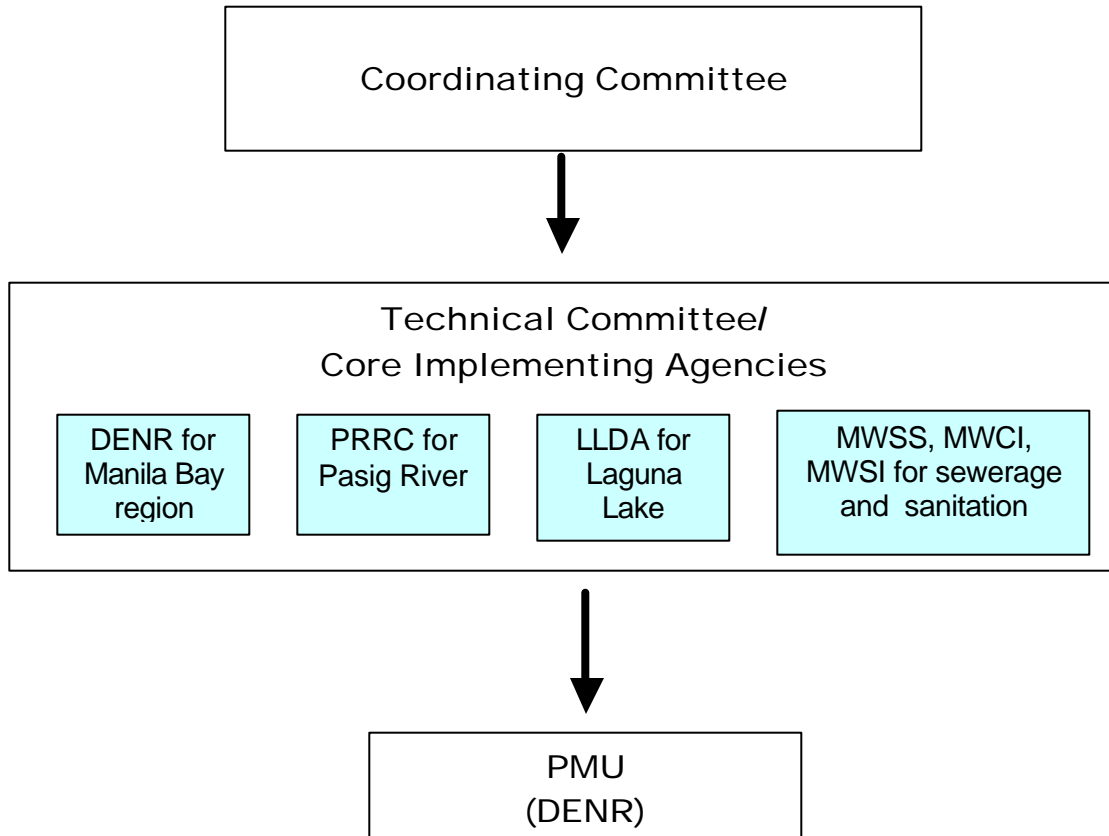 Coordinating Committee
Technical Committee/
Core Implementing Agencies
DENR for
Manila Bay
region
PRRC for
Pasig River
LLDA for
Laguna
Lake
MWSS, MWCI,
MWSI for sewerage
and sanitation
PMU
(DENR)